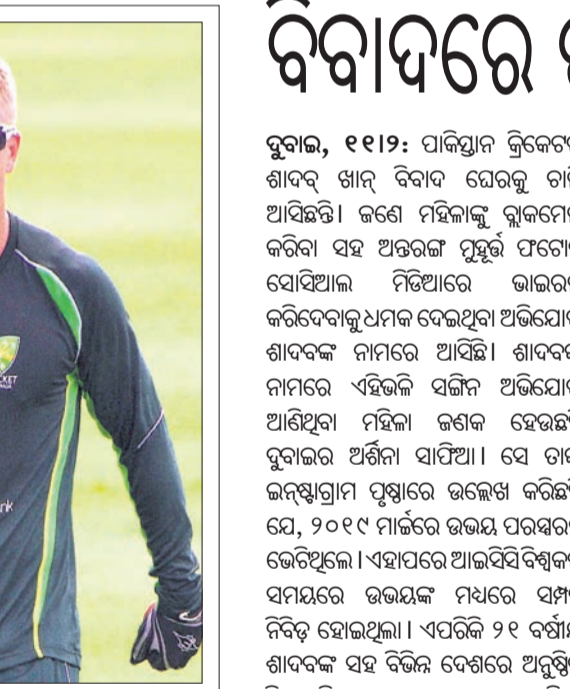 ବିବାଦରେ
ଦୁବାଇ, ୧୧।୨: ପାକିସ୍ତାନ କ୍ରିକେଟ
ଶାଦବ୍ ଖାନ୍ ବିବାଦ ଘେରକୁ
ଆସିଛନ୍ତି। ଜଣେ ମହିଳାଙ୍କୁ ବ୍ଲାକମେ
କରିବା ସହ ଅନ୍ତରଙ୍ଗ ମୁହୂର୍ତ୍ତ ଫଟୋ
ସୋସିଆଲ ମିଡିଆରେ ଭାଇର
କରିଦେବାକୁ ଧମକ ଦେଇଥିବା ଅଭିଯୋ
ଶାଦବଙ୍କ ନାମରେ ଆସିଛି। ଶାଦବ
ନାମରେ ଏହିଭଳି ସଙ୍ଗିନ ଅଭିଯୋ
ଆଣିଥିବା ମହିଳା ଜଣକ ହେଉଛ
ଦୁବାଇର ଅର୍ଶିନା ସାଫିଆ। ସେ
ଇନ୍‌ଷ୍ଟାଗ୍ରାମ ପୃଷ୍ଠାରେ ଉଲ୍ଲେଖ କରିଛ
ଯେ, ୨୦୧୯ ମାର୍ଚ୍ଚରେ ଉଭୟ ପରସ୍ପର
ଭେଟିଥିଲେ। ଏହାପରେ ଆଇସିସି ବିଶ୍ୱକ
ସମୟରେ ଉଭୟଙ୍କ ମଧ୍ୟରେ ସମ୍ପ
ନିବିଡ଼ ହୋଇଥିଲା। ଏପରିକି ୨୧ ବର୍ଷୀ
ଶାଦବଙ୍କ ସହ ବିଭିନ୍ନ ଦେଶରେ ଅନୁଷ୍ଠି